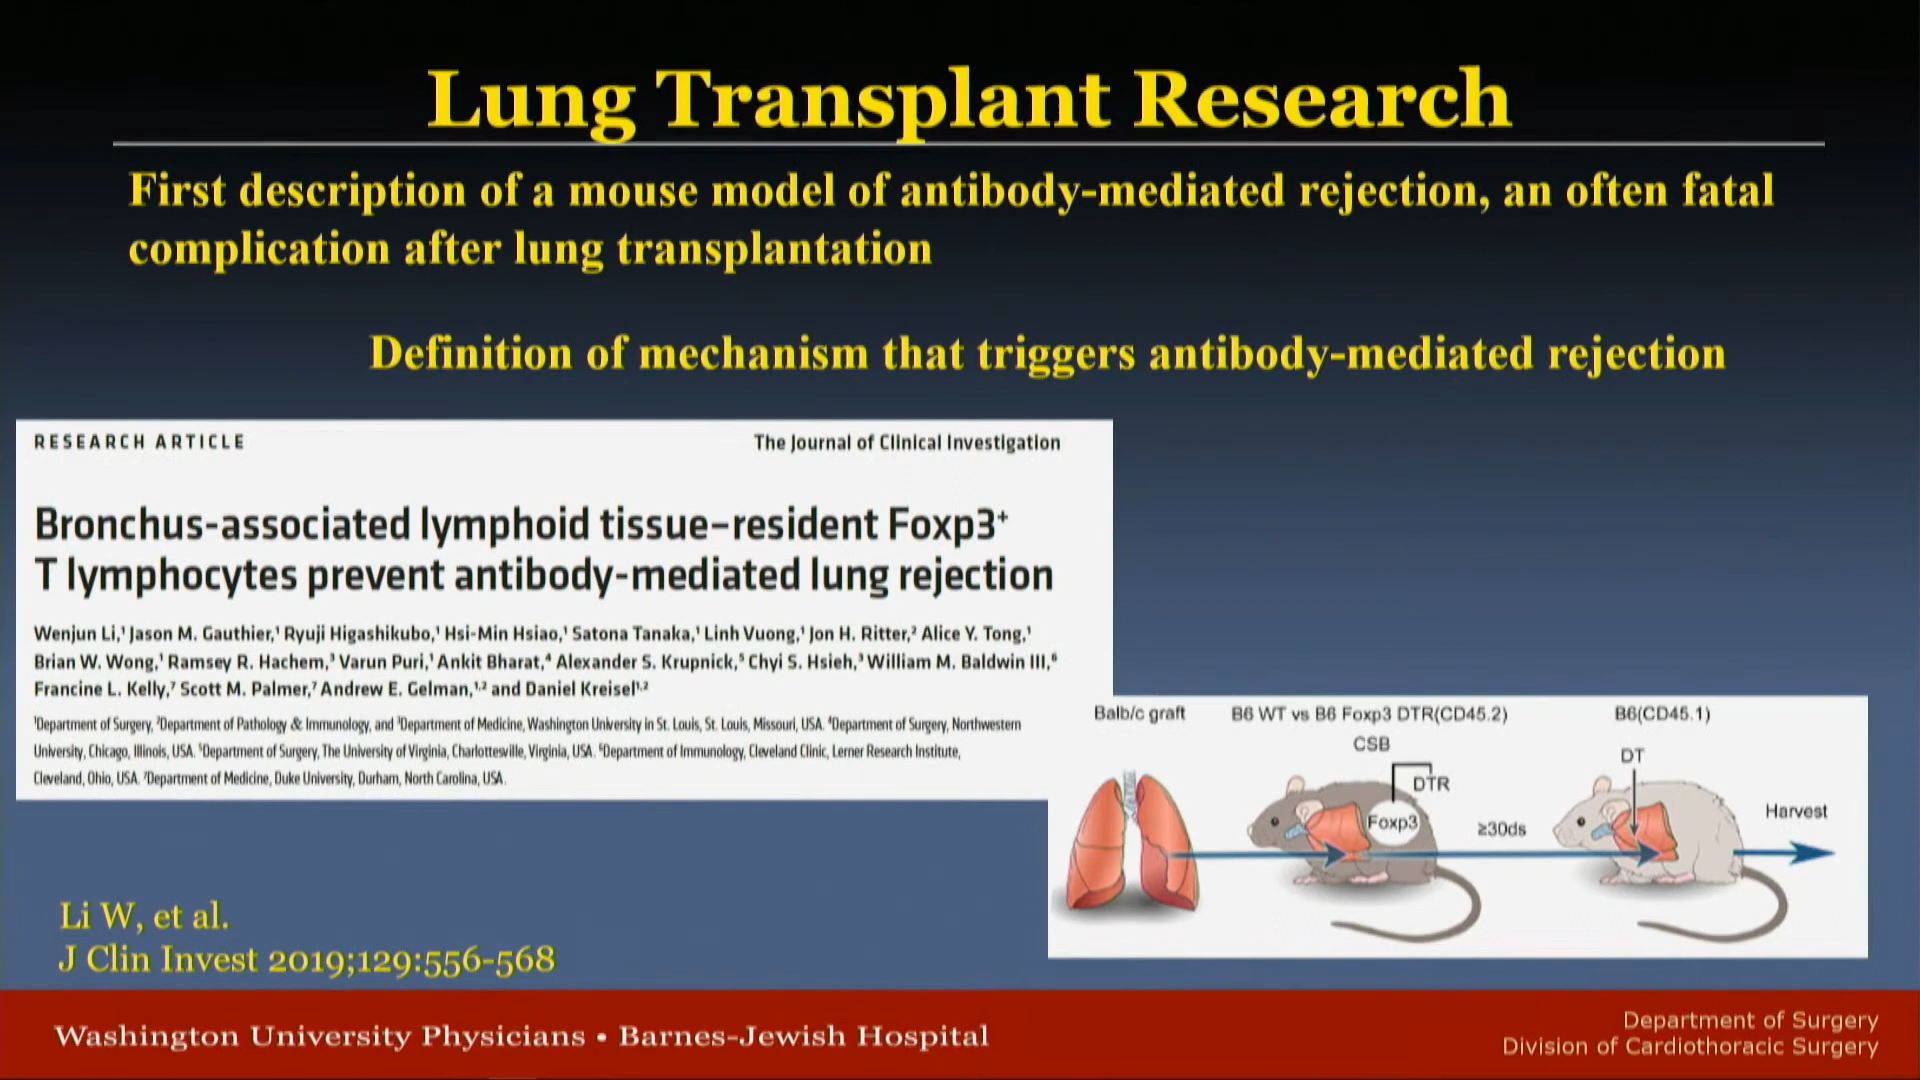 Lung Transplant Research
First description of a mouse model of antibody-mediated rejection, an often fatal
complication after lung transplantation
Definition of mechanism that triggers antibody-mediated rejection
RESEARCH ARTICLE
The Journal of Clinical Investigation
Bronchus-associated lymphoid tissue–resident Foxp3⁺
T lymphocytes prevent antibody-mediated lung rejection
Wenjun Li,¹ Jason M. Gauthier,¹ Ryuji Higashikubo,¹ Hsi-Min Hsiao,¹ Satona Tanaka,¹ Linh Vuong,¹ Jon H. Ritter,² Alice Y. Tong,¹
Brian W. Wong,¹ Ramsey R. Hachem,³ Varun Puri,¹ Ankit Bharat,⁴ Alexander S. Krupnick,⁵ Chyi S. Hsieh,³ William M. Baldwin III,⁶
Francine L. Kelly,⁷ Scott M. Palmer,⁷ Andrew E. Gelman,¹,² and Daniel Kreisel¹,²
¹Department of Surgery, ²Department of Pathology & Immunology, and ³Department of Medicine, Washington University in St. Louis, St. Louis, Missouri, USA. ⁴Department of Surgery, Northwestern
University, Chicago, Illinois, USA. ⁵Department of Surgery, The University of Virginia, Charlottesville, Virginia, USA. ⁶Department of Immunology, Cleveland Clinic, Lerner Research Institute,
Cleveland, Ohio, USA. ⁷Department of Medicine, Duke University, Durham, North Carolina, USA.
Balb/c graft
B6 WT vs B6 Foxp3 DTR(CD45.2)
B6(CD45.1)
CSB
DT
DTR
Foxp3
≥30ds
Harvest
Li W, et al.
J Clin Invest 2019;129:556-568
Washington University Physicians • Barnes-Jewish Hospital
Department of Surgery
Division of Cardiothoracic Surgery